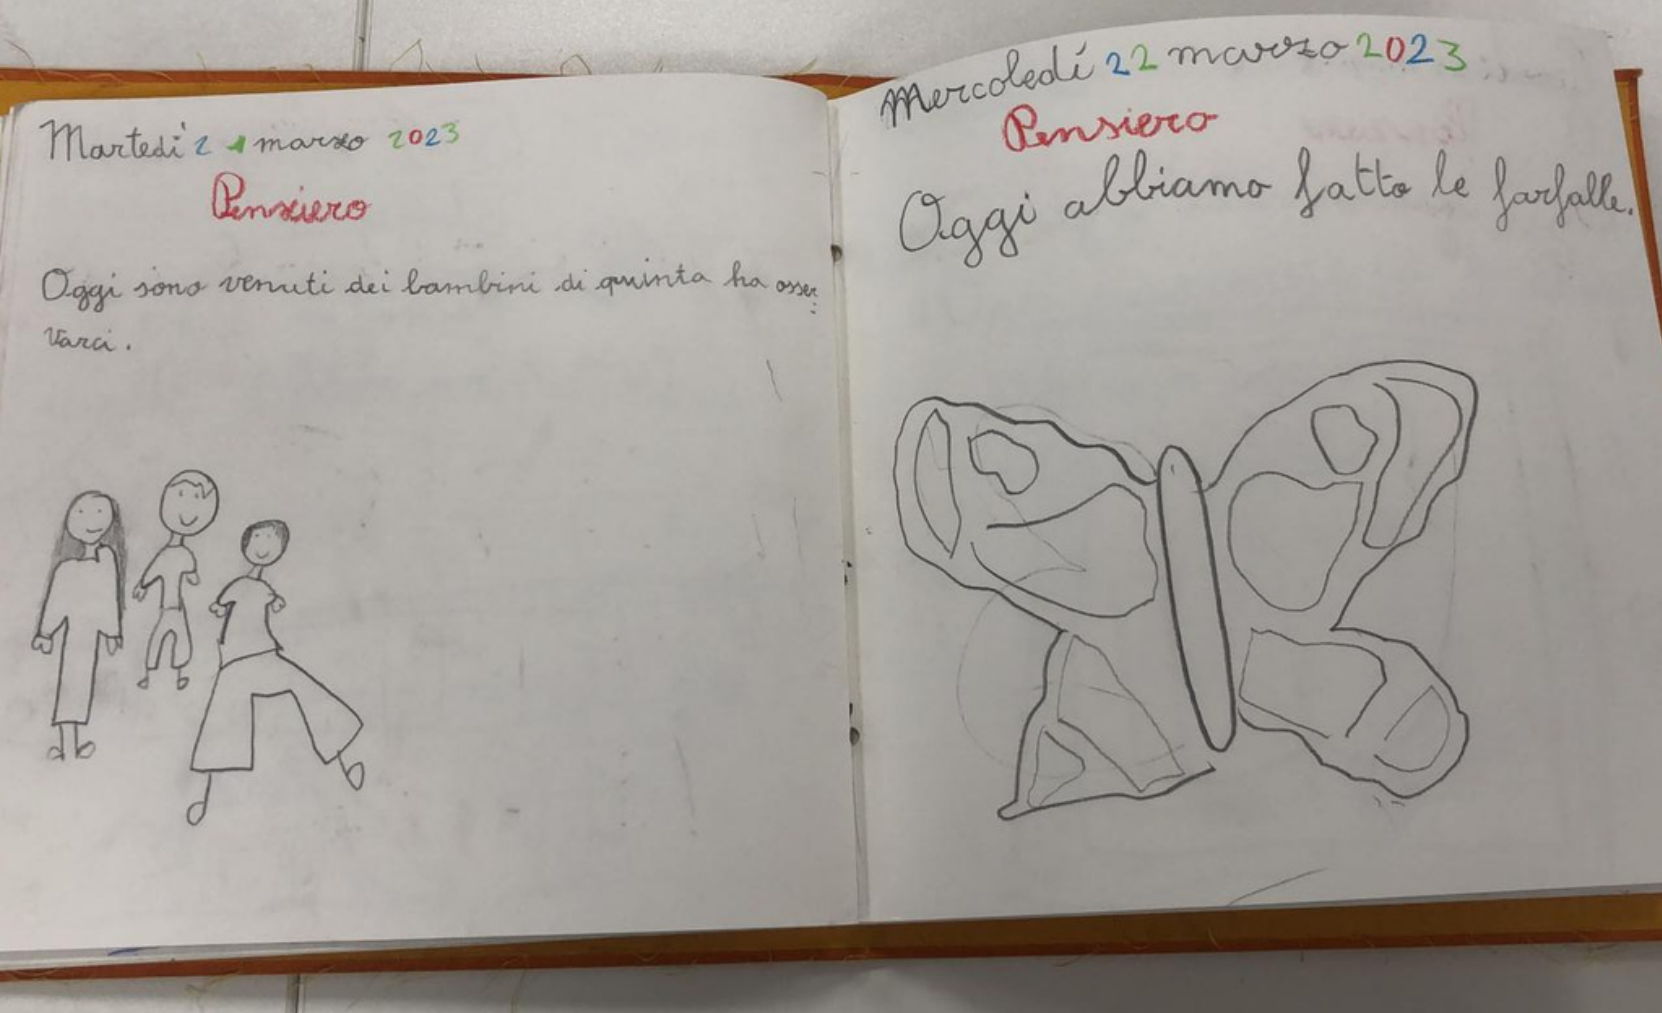 Martedì 21 marzo 2023
Pensiero
Oggi sono venuti dei bambini di quinta ha osser
varci.
Mercoledí 22 marzo 2023
Pensiero
Oggi abbiamo fatto le farfalle.